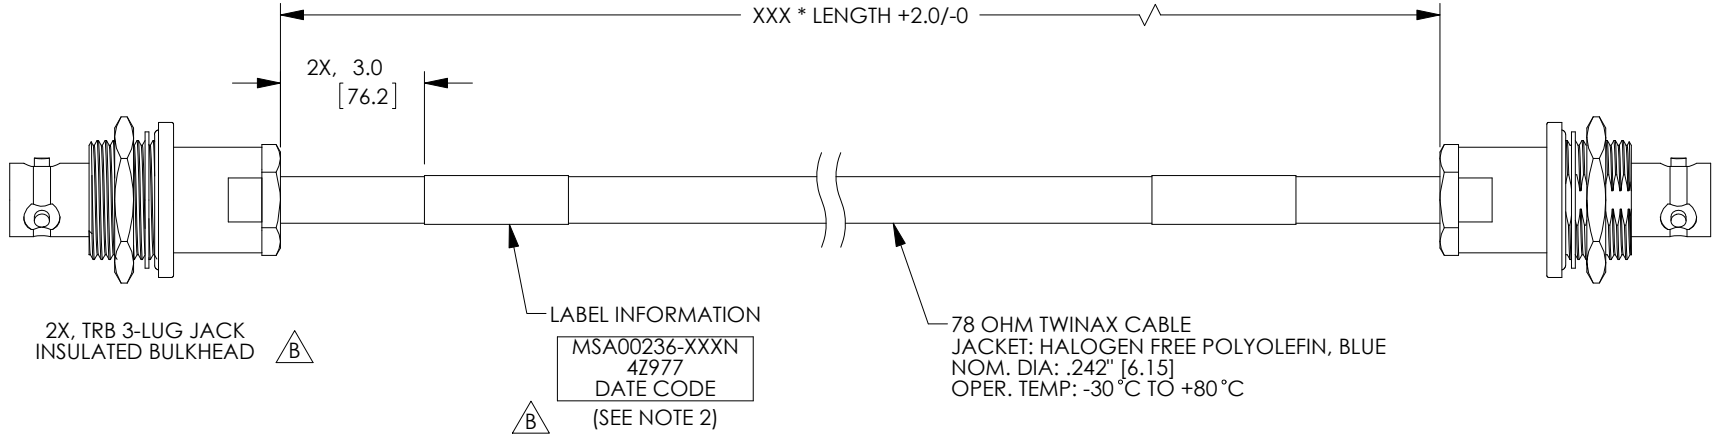 XXX * LENGTH +2.0/-0
2X, 3.0
[76.2]
2X, TRB 3-LUG JACK
INSULATED BULKHEAD
B
LABEL INFORMATION
MSA00236-XXXN
4Z977
DATE CODE
B
(SEE NOTE 2)
78 OHM TWINAX CABLE
JACKET: HALOGEN FREE POLYOLEFIN, BLUE
NOM. DIA: .242" [6.15]
OPER. TEMP: -30°C TO +80°C